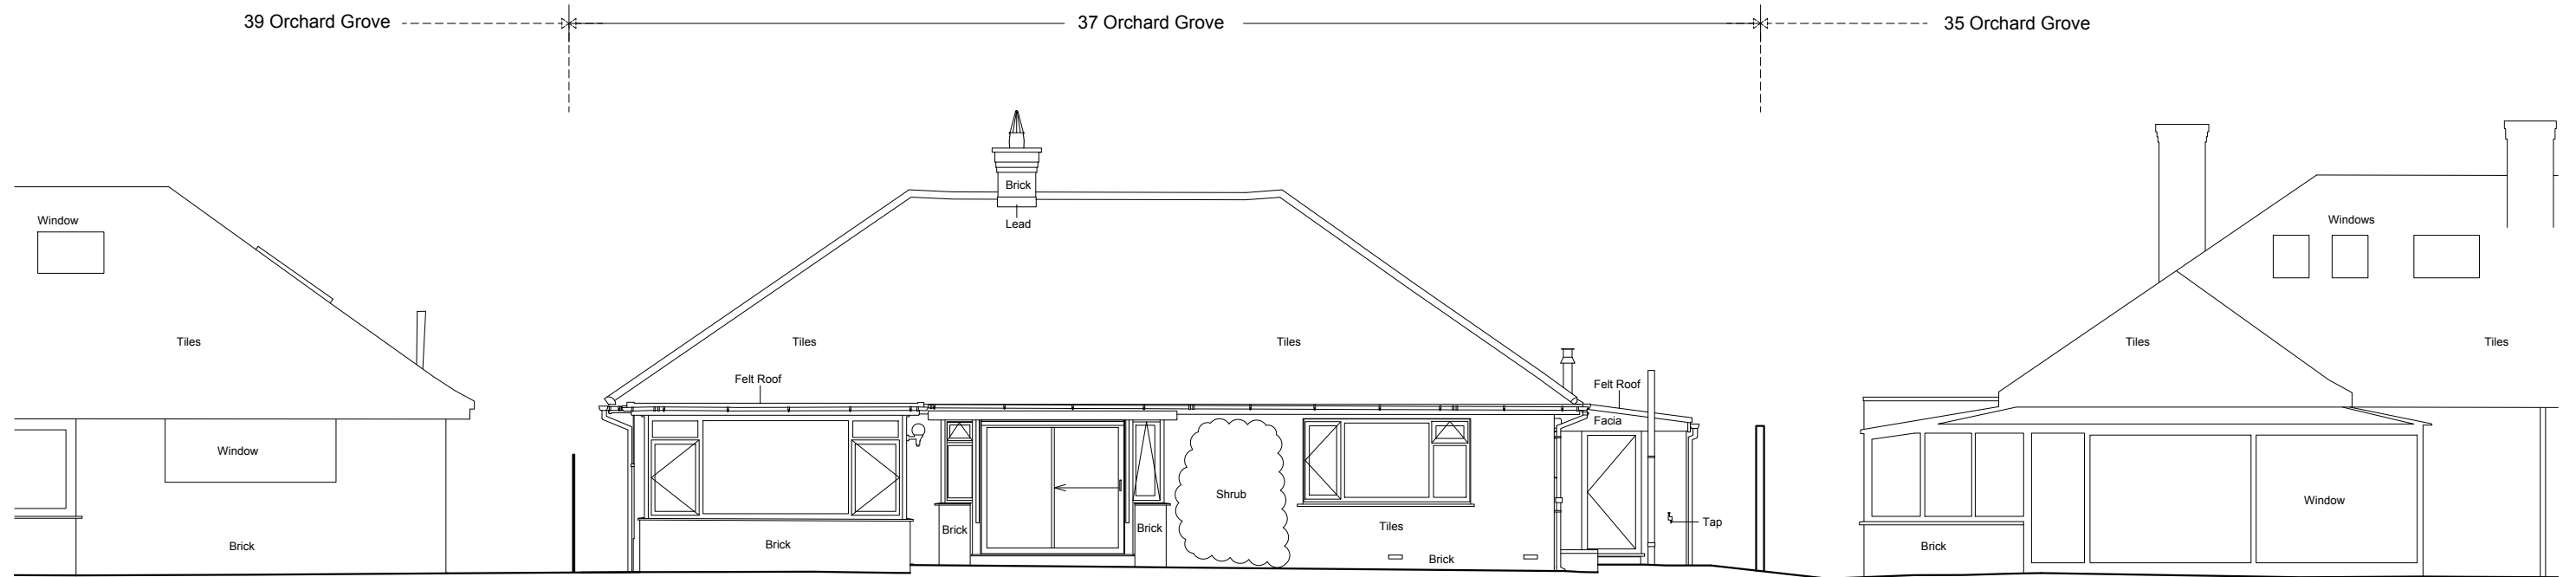 39 Orchard Grove
37 Orchard Grove
35 Orchard Grove
Brick
Lead
Window
Windows
Tiles
Tiles
Tiles
Tiles
Tiles
Felt Roof
Felt Roof
Facia
Window
Shrub
Window
Tiles
Tap
Brick
Brick
Brick
Brick
Brick
Brick